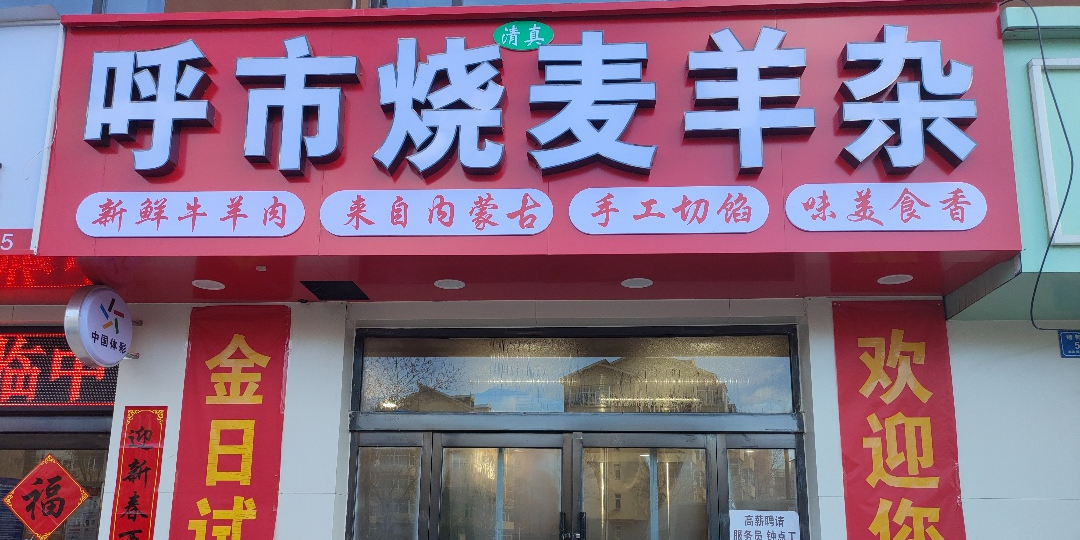 清真
呼市烧麦羊杂
新鲜牛羊肉
来自内蒙古
手工切馅
味美食香
5
中国体彩
金日试
欢迎你
迎新春
福
高薪聘请
服务员 钟点工